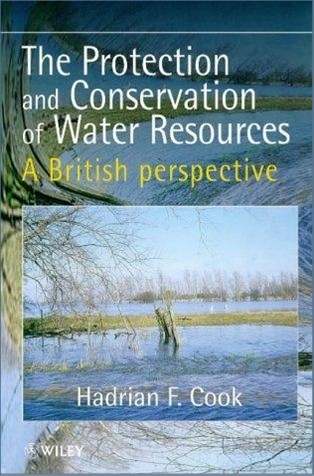 The Protection
and Conservation
of Water Resources
A British perspective
Hadrian F. Cook
WILEY